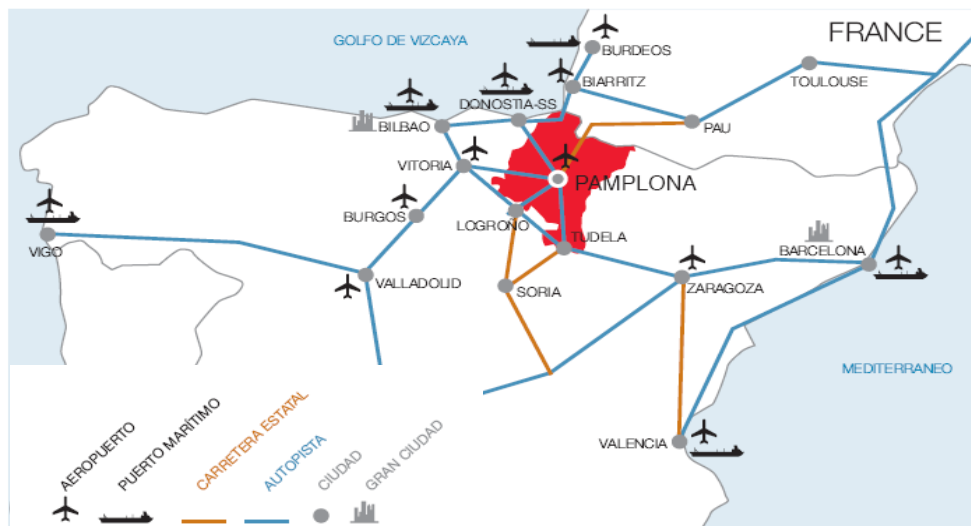 GOLFO DE VIZCAYA
FRANCE
BURDEOS
BIARRITZ
TOULOUSE
DONOSTIA-SS
BILBAO
PAU
VITORIA
PAMPLONA
BURGOS
LOGROÑO
TUDELA
BARCELONA
VIGO
VALLADOLID
SORIA
ZARAGOZA
MEDITERRANEO
VALENCIA
AEROPUERTO
PUERTO MARÍTIMO
CARRETERA ESTATAL
AUTOPISTA
CIUDAD
GRAN CIUDAD